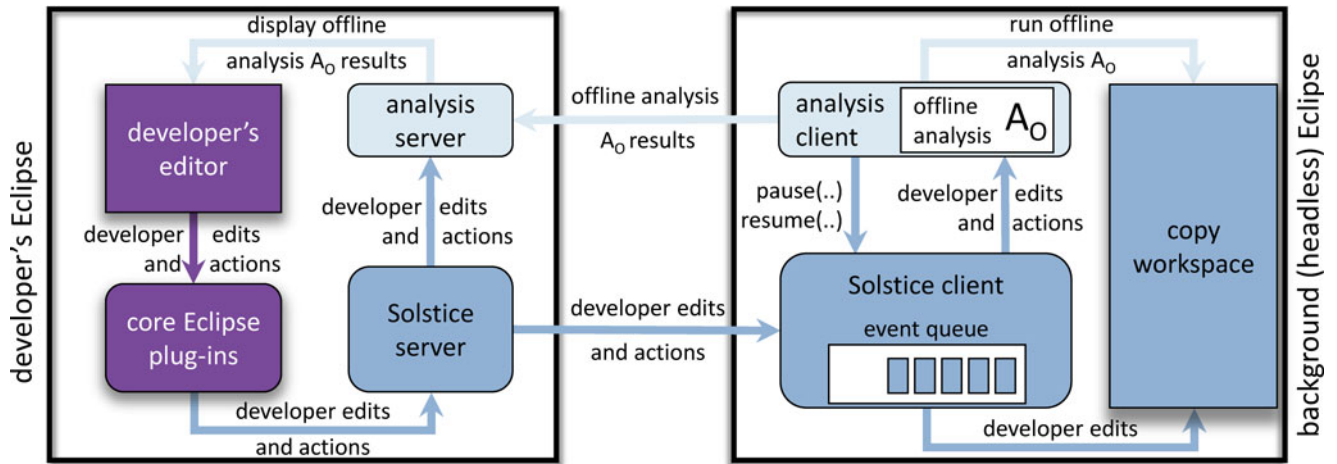 developer's Eclipse
display offline
analysis A_O results
developer's
editor
analysis
server
developer edits
and actions
developer edits
and actions
core Eclipse
plug-ins
Solstice
server
developer edits
and actions
offline analysis
A_O results
developer edits
and actions
run offline
analysis A_O
analysis
client
offline
analysis
A_O
pause(..)
resume(..)
developer edits
and actions
Solstice client
event queue
copy
workspace
developer edits
background (headless) Eclipse